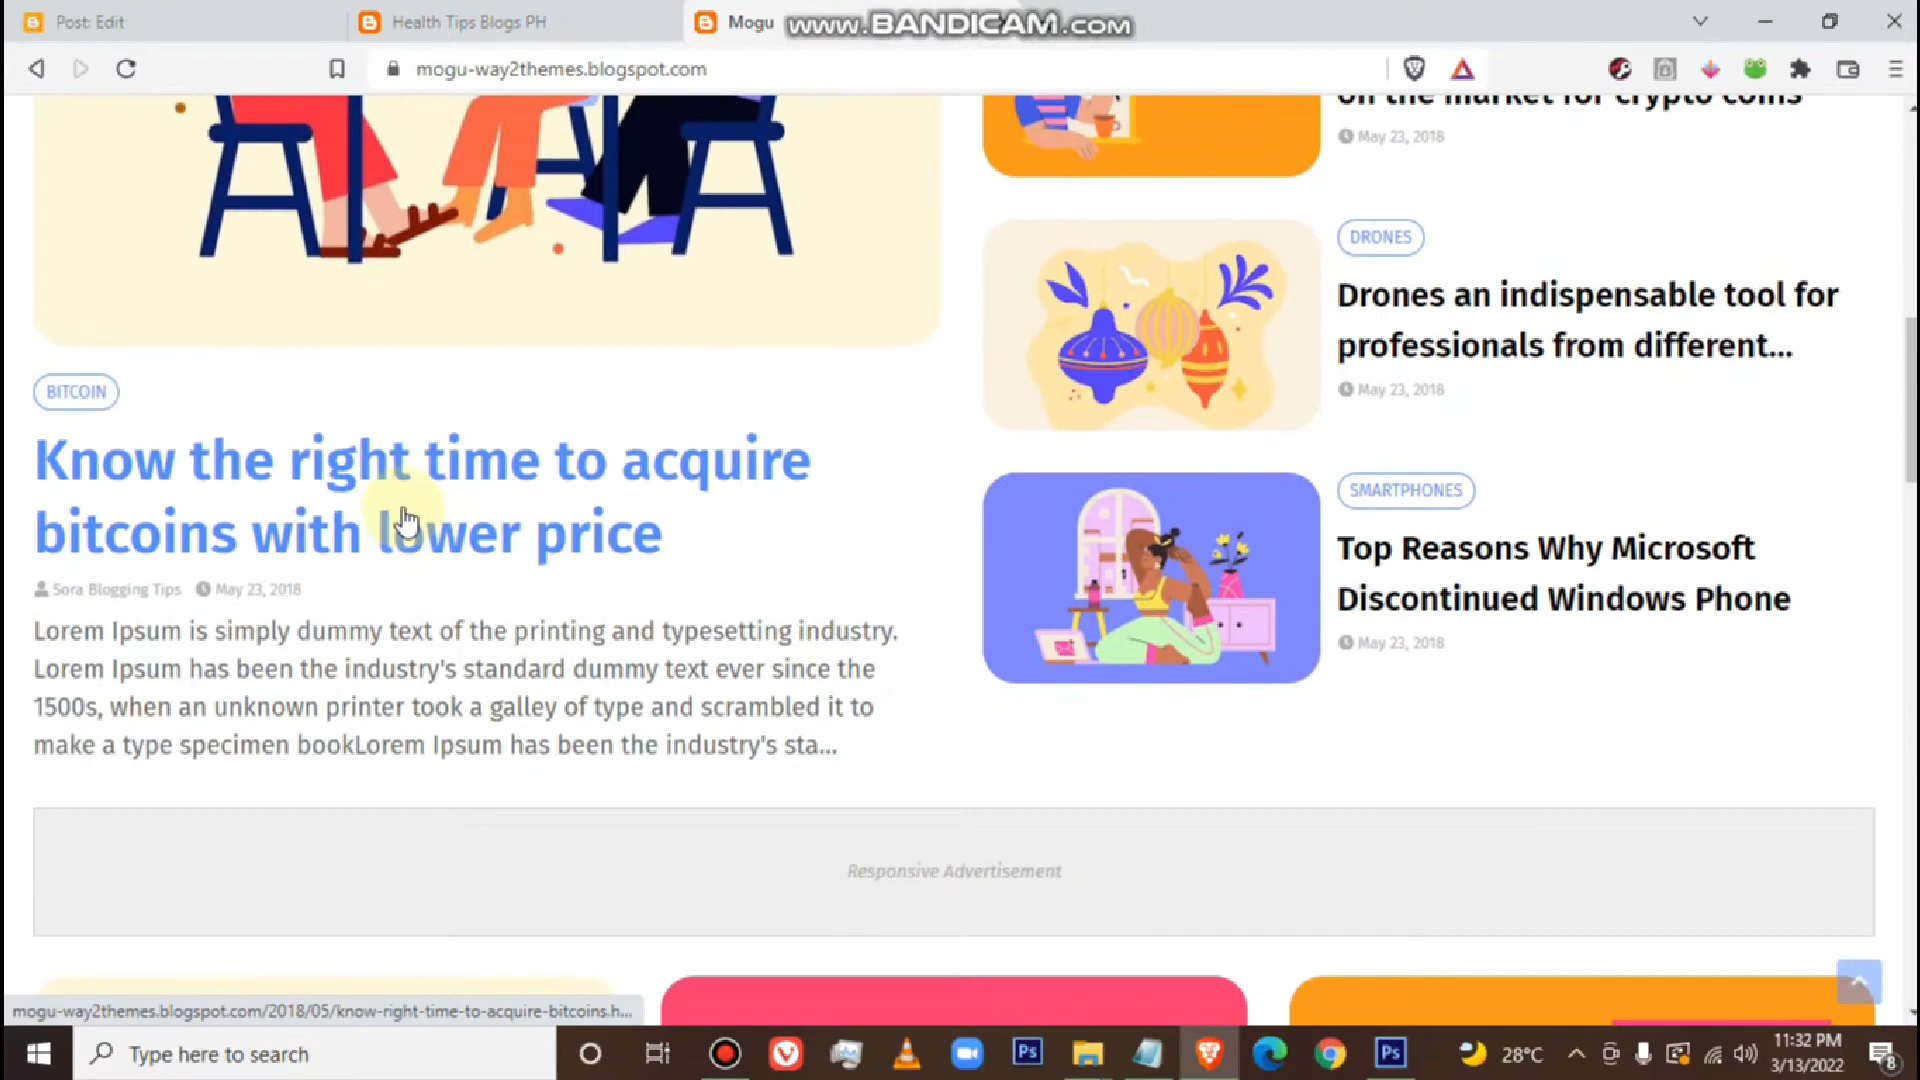 Post: Edit
Health Tips Blogs PH
Mogu
www.BANDICAM.com
mogu-way2themes.blogspot.com
on the market for crypto coins
May 23, 2018
DRONES
Drones an indispensable tool for
professionals from different...
May 23, 2018
BITCOIN
Know the right time to acquire
bitcoins with lower price
Sora Blogging Tips May 23, 2018
Lorem Ipsum is simply dummy text of the printing and typesetting industry.
Lorem Ipsum has been the industry's standard dummy text ever since the
1500s, when an unknown printer took a galley of type and scrambled it to
make a type specimen bookLorem Ipsum has been the industry's sta...
SMARTPHONES
Top Reasons Why Microsoft
Discontinued Windows Phone
May 23, 2018
Responsive Advertisement
mogu-way2themes.blogspot.com/2018/05/know-right-time-to-acquire-bitcoins.h...
Type here to search
Ps
Ps
28°C
11:32 PM
3/13/2022
8